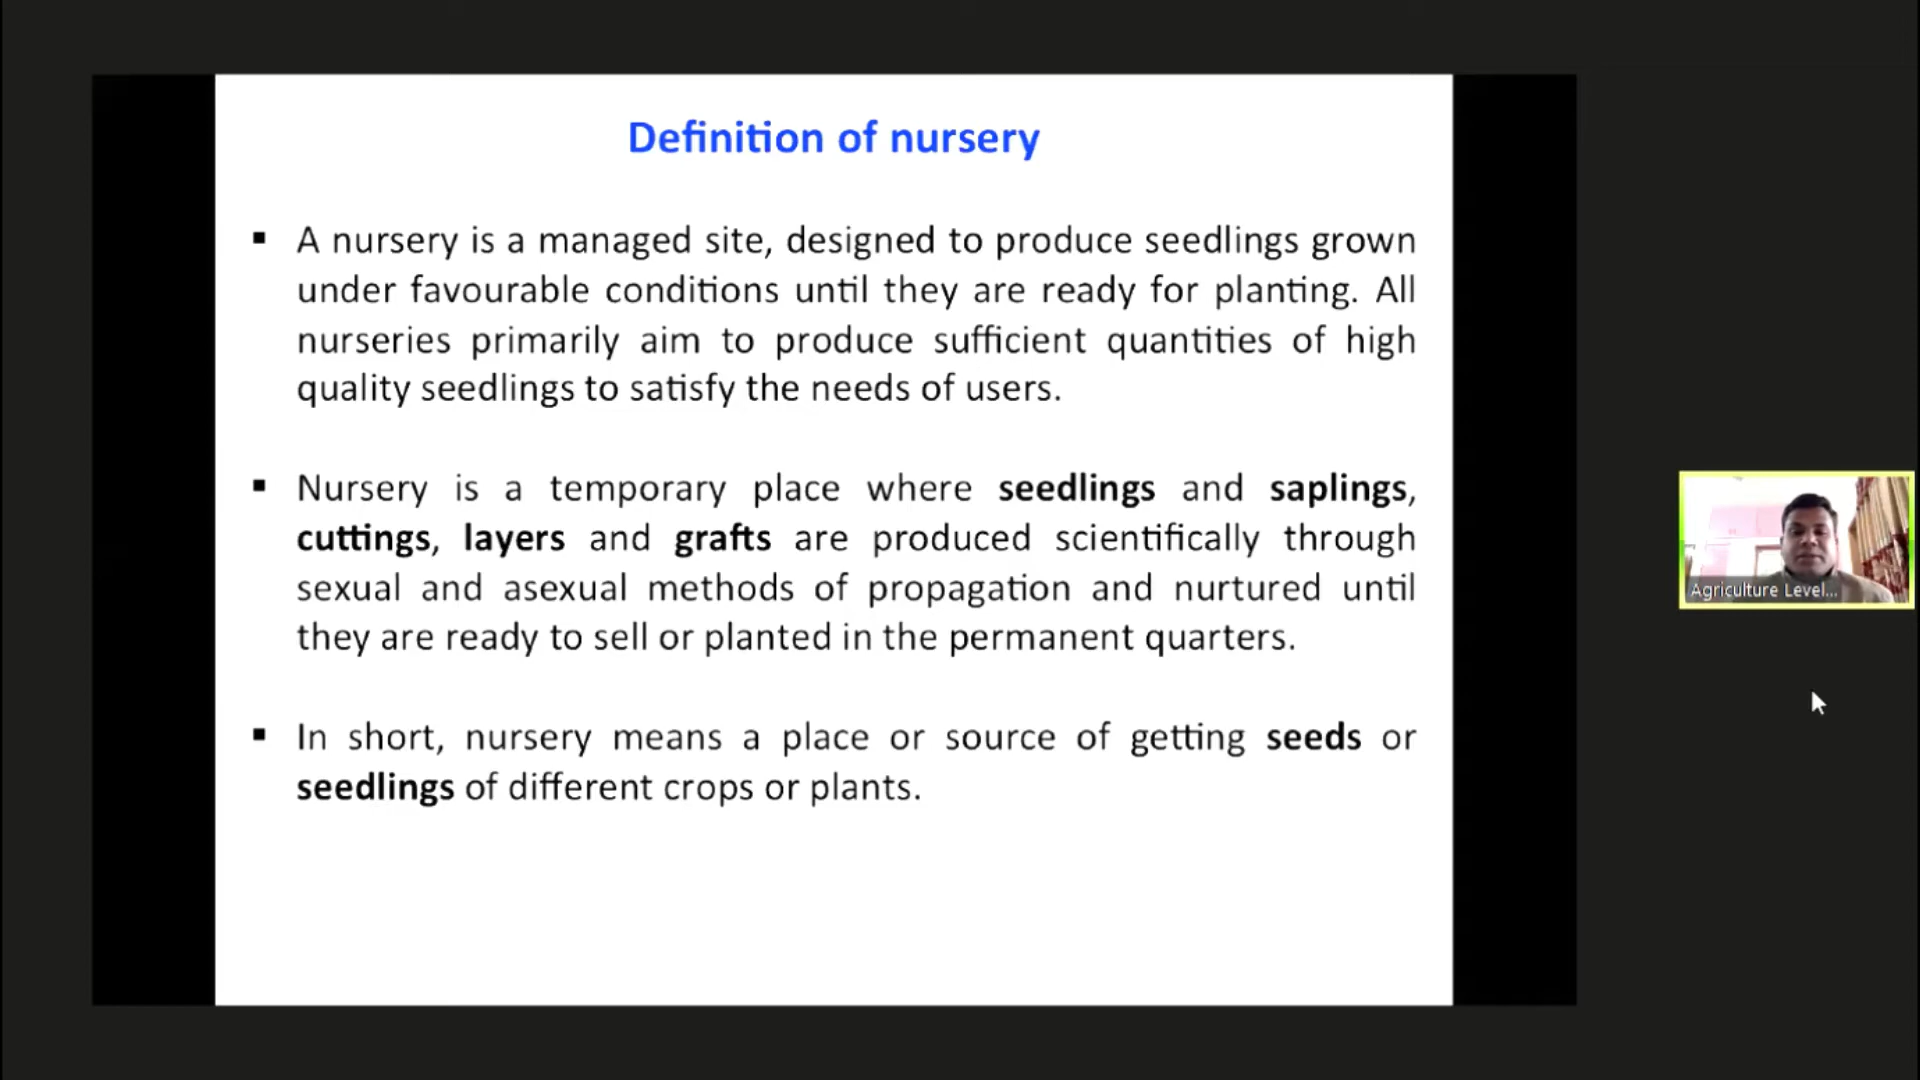 Definition of nursery
▪ A nursery is a managed site, designed to produce seedlings grown
under favourable conditions until they are ready for planting. All
nurseries primarily aim to produce sufficient quantities of high
quality seedlings to satisfy the needs of users.
▪ Nursery is a temporary place where seedlings and saplings,
cuttings, layers and grafts are produced scientifically through
sexual and asexual methods of propagation and nurtured until
they are ready to sell or planted in the permanent quarters.
▪ In short, nursery means a place or source of getting seeds or
seedlings of different crops or plants.
Agriculture Level...